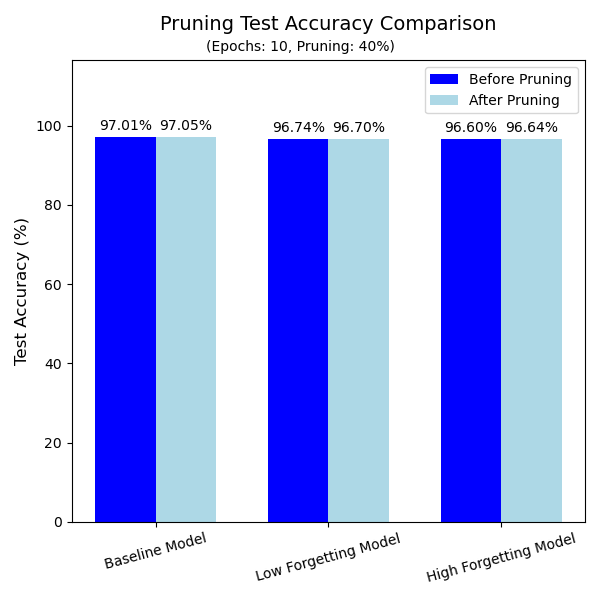 Pruning Test Accuracy Comparison
(Epochs: 10, Pruning: 40%)
Before Pruning
After Pruning
97.01% 97.05% 96.74% 96.70% 96.60% 96.64%
Test Accuracy (%)
100
80
60
40
20
0
Baseline Model Low Forgetting Model High Forgetting Model